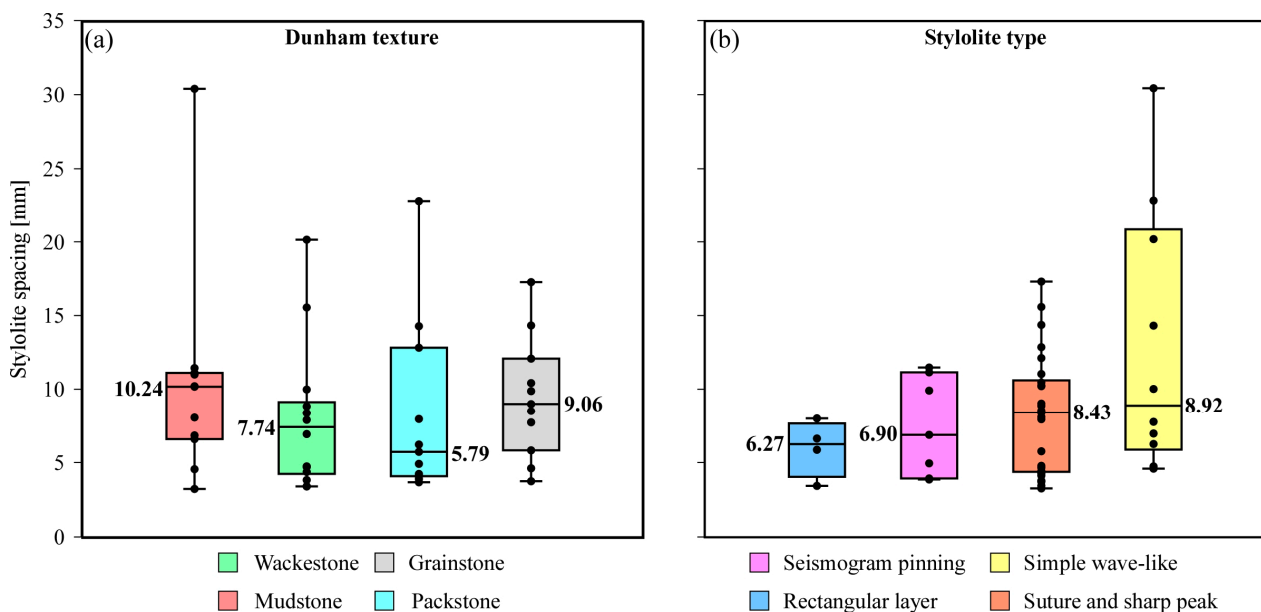 (a) Dunham texture
(b) Stylolite type
Stylolite spacing [mm]
35
30
25
20
15
10
5
0
10.24
7.74
5.79
9.06
6.27
6.90
8.43
8.92
Wackestone
Grainstone
Mudstone
Packstone
Seismogram pinning
Simple wave-like
Rectangular layer
Suture and sharp peak